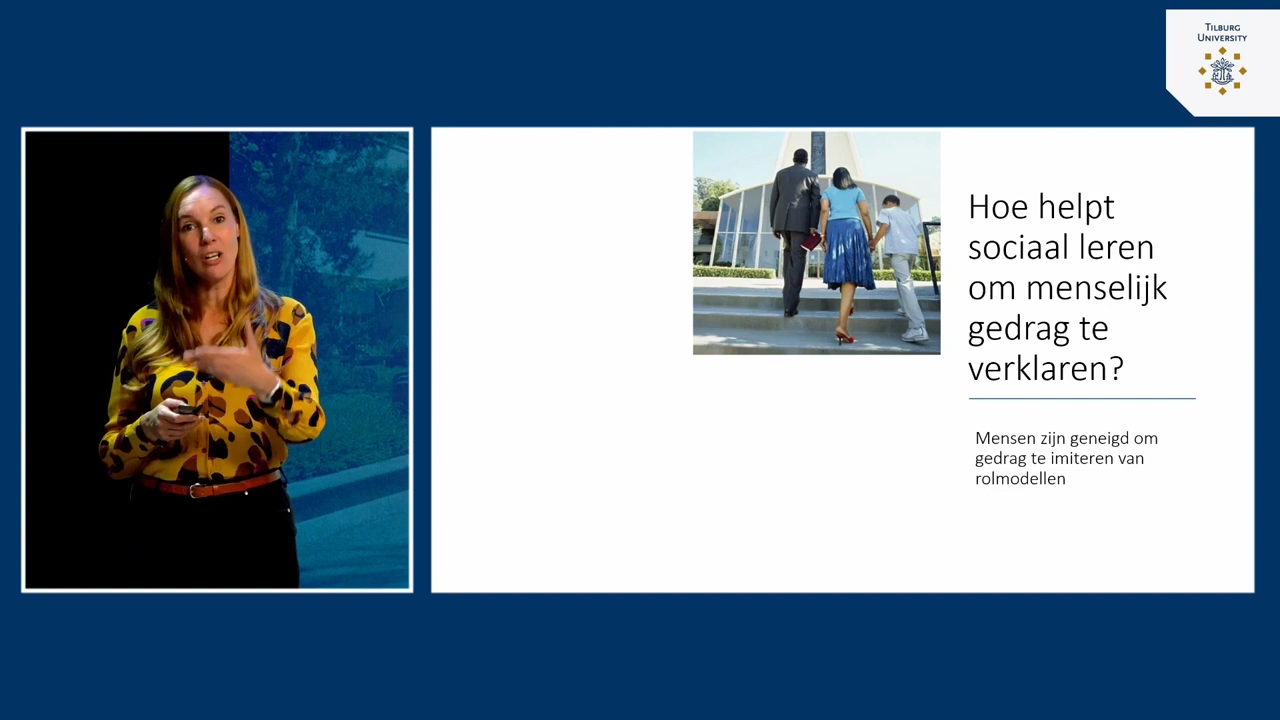 TILBURG
UNIVERSITY
Hoe helpt
sociaal leren
om menselijk
gedrag te
verklaren?
Mensen zijn geneigd om
gedrag te imiteren van
rolmodellen